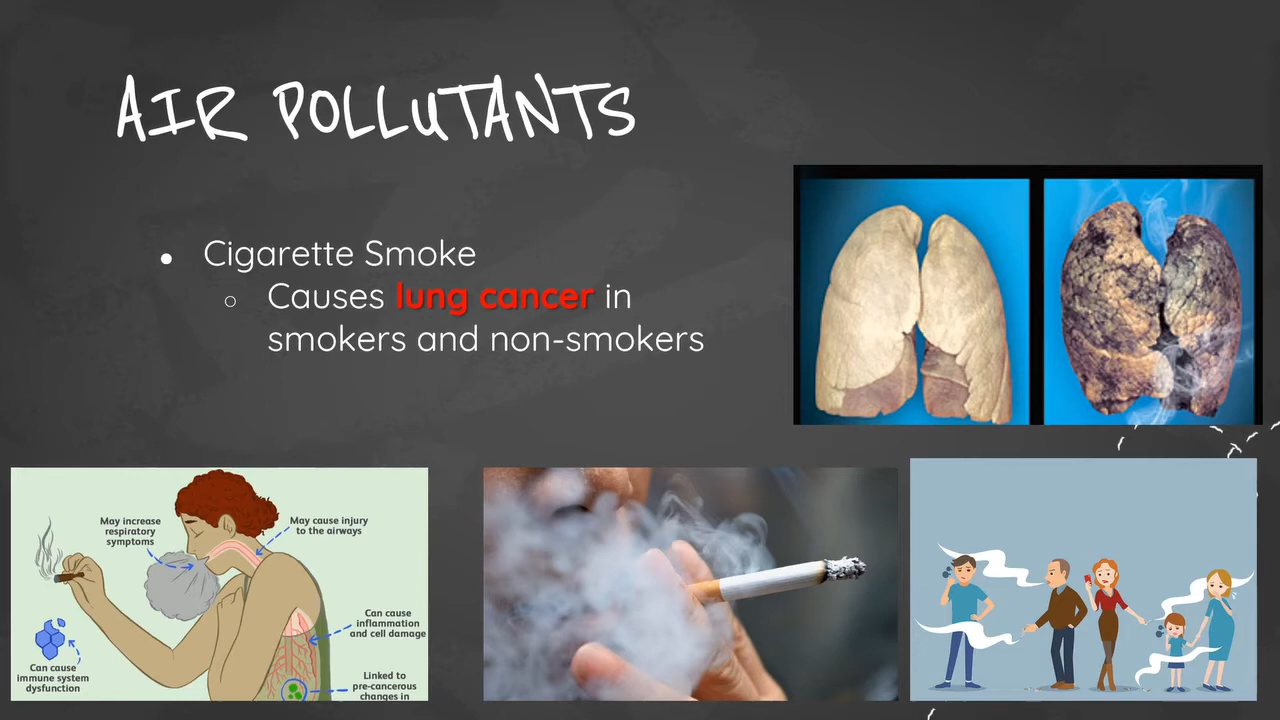 AIR POLLUTANTS
● Cigarette Smoke
○ Causes lung cancer in
smokers and non-smokers
May increase
respiratory
symptoms
May cause injury
to the airways
Can cause
inflammation
and cell damage
Can cause
immune system
dysfunction
Linked to
pre-cancerous
changes in